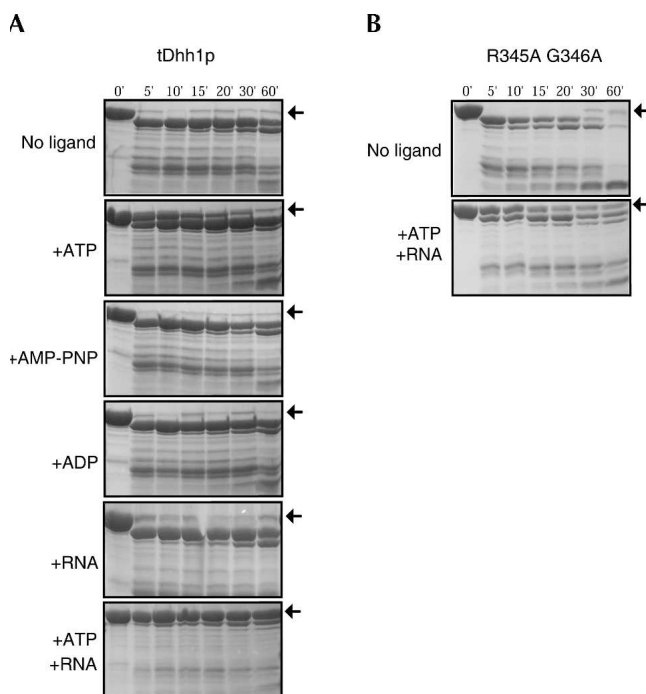 A
tDhh1p
0' 5' 10' 15' 20' 30' 60'
No ligand
+ATP
+AMP-PNP
+ADP
+RNA
+ATP
+RNA
B
R345A G346A
0' 5' 10' 15' 20' 30' 60'
No ligand
+ATP
+RNA